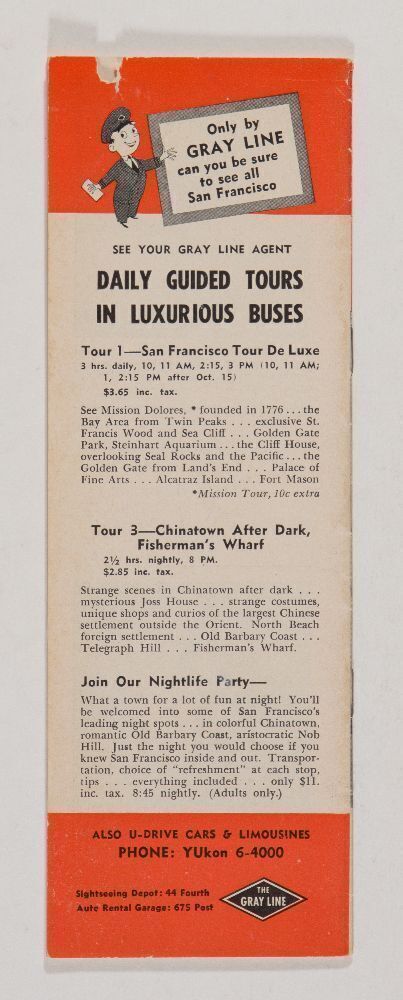 Only by
GRAY LINE
can you be sure
to see all
San Francisco
SEE YOUR GRAY LINE AGENT
DAILY GUIDED TOURS
IN LUXURIOUS BUSES
Tour 1—San Francisco Tour De Luxe
3 hrs. daily, 10, 11 AM, 2:15, 3 PM (10, 11 AM;
1, 2:15 PM after Oct. 15)
$3.65 inc. tax.
See Mission Dolores, * founded in 1776 . . . the
Bay Area from Twin Peaks . . . exclusive St.
Francis Wood and Sea Cliff . . . Golden Gate
Park, Steinhart Aquarium . . . the Cliff House,
overlooking Seal Rocks and the Pacific . . . the
Golden Gate from Land's End . . . Palace of
Fine Arts . . . Alcatraz Island . . . Fort Mason
*Mission Tour, 10c extra
Tour 3—Chinatown After Dark,
Fisherman's Wharf
2½ hrs. nightly, 8 PM.
$2.85 inc. tax.
Strange scenes in Chinatown after dark . . .
mysterious Joss House . . . strange costumes,
unique shops and curios of the largest Chinese
settlement outside the Orient. North Beach
foreign settlement . . . Old Barbary Coast . . .
Telegraph Hill . . . Fisherman's Wharf.
Join Our Nightlife Party—
What a town for a lot of fun at night! You'll
be welcomed into some of San Francisco's
leading night spots . . . in colorful Chinatown,
romantic Old Barbary Coast, aristocratic Nob
Hill. Just the night you would choose if you
knew San Francisco inside and out. Transpor-
tation, choice of "refreshment" at each stop,
tips . . . everything included . . . only $11.
inc. tax. 8:45 nightly. (Adults only.)
ALSO U-DRIVE CARS & LIMOUSINES
PHONE: YUkon 6-4000
Sightseeing Depot: 44 Fourth
Auto Rental Garage: 675 Post
THE
GRAY LINE